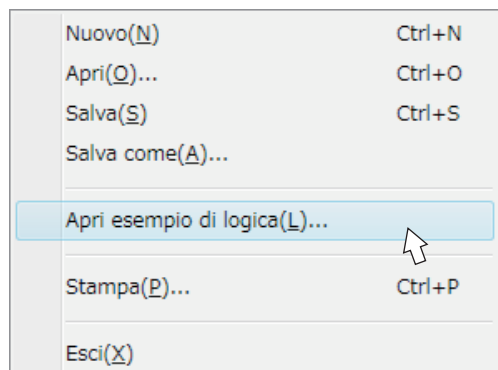 Nuovo(N) Ctrl+N
Apri(O)... Ctrl+O
Salva(S) Ctrl+S
Salva come(A)...
Apri esempio di logica(L)...
Stampa(P)... Ctrl+P
Esci(X)